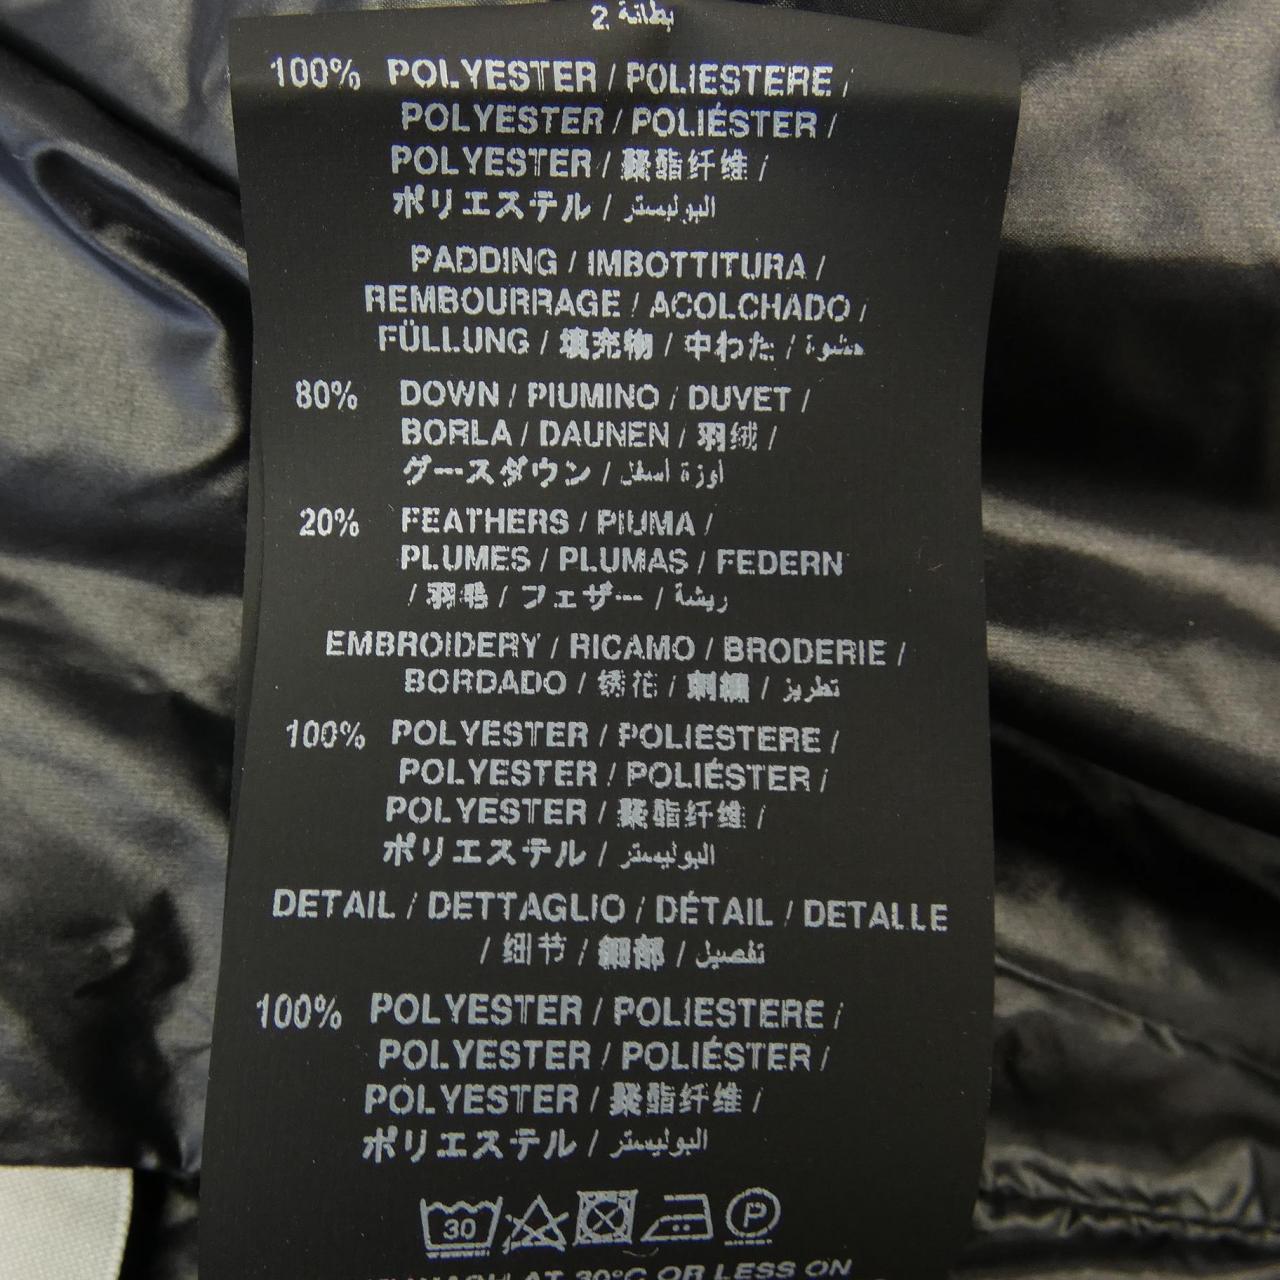 2 بطانة
100% POLYESTER / POLIESTERE /
POLYESTER / POLIÉSTER /
POLYESTER / 聚酯纤维 /
ポリエステル / البوليستر
PADDING / IMBOTTITURA /
REMBOURRAGE / ACOLCHADO /
FÜLLUNG / 填充物 / 中わた / حشوة
80% DOWN / PIUMINO / DUVET /
BORLA / DAUNEN / 羽绒 /
グースダウン / أوزة أسفل
20% FEATHERS / PIUMA /
PLUMES / PLUMAS / FEDERN
/ 羽毛 / フェザー / ريشة
EMBROIDERY / RICAMO / BRODERIE /
BORDADO / 绣花 / 刺繍 / تطريز
100% POLYESTER / POLIESTERE /
POLYESTER / POLIÉSTER /
POLYESTER / 聚酯纤维 /
ポリエステル / البوليستر
DETAIL / DETTAGLIO / DÉTAIL / DETALLE
/ 细节 / 細部 / تفصيل
100% POLYESTER / POLIESTERE /
POLYESTER / POLIÉSTER /
POLYESTER / 聚酯纤维 /
ポリエステル / البوليستر
30 P
AT 30°C OR LESS ON